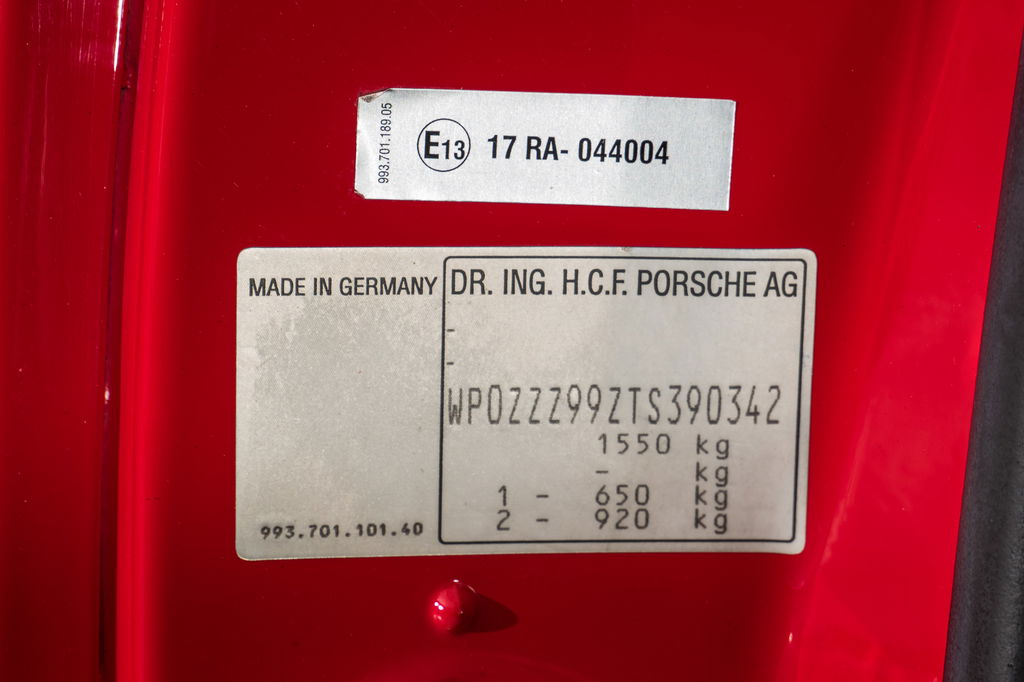 993.701.189.05
E13 17 RA- 044004
MADE IN GERMANY
DR. ING. H.C.F. PORSCHE AG
-
-
WP0ZZZ99ZTS390342
1550 kg
- kg
1 - 650 kg
2 - 920 kg
993.701.101.40